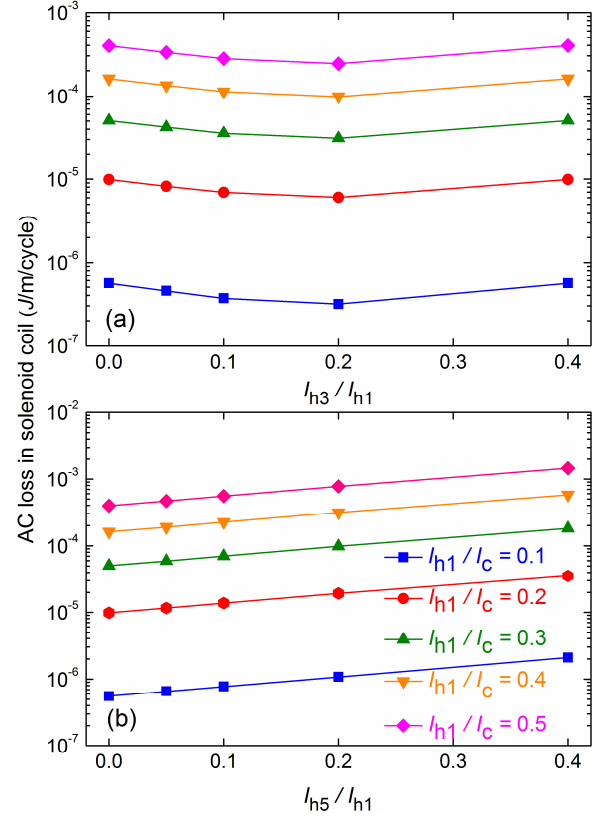 10⁻³
10⁻⁴
10⁻⁵
10⁻⁶
10⁻⁷
(a)
0.0 0.1 0.2 0.3 0.4
I_h3 / I_h1
AC loss in solenoid coil (J/m/cycle)
10⁻²
10⁻³
10⁻⁴
10⁻⁵
10⁻⁶
10⁻⁷
I_h1 / I_c = 0.1
I_h1 / I_c = 0.2
I_h1 / I_c = 0.3
I_h1 / I_c = 0.4
I_h1 / I_c = 0.5
(b)
0.0 0.1 0.2 0.3 0.4
I_h5 / I_h1